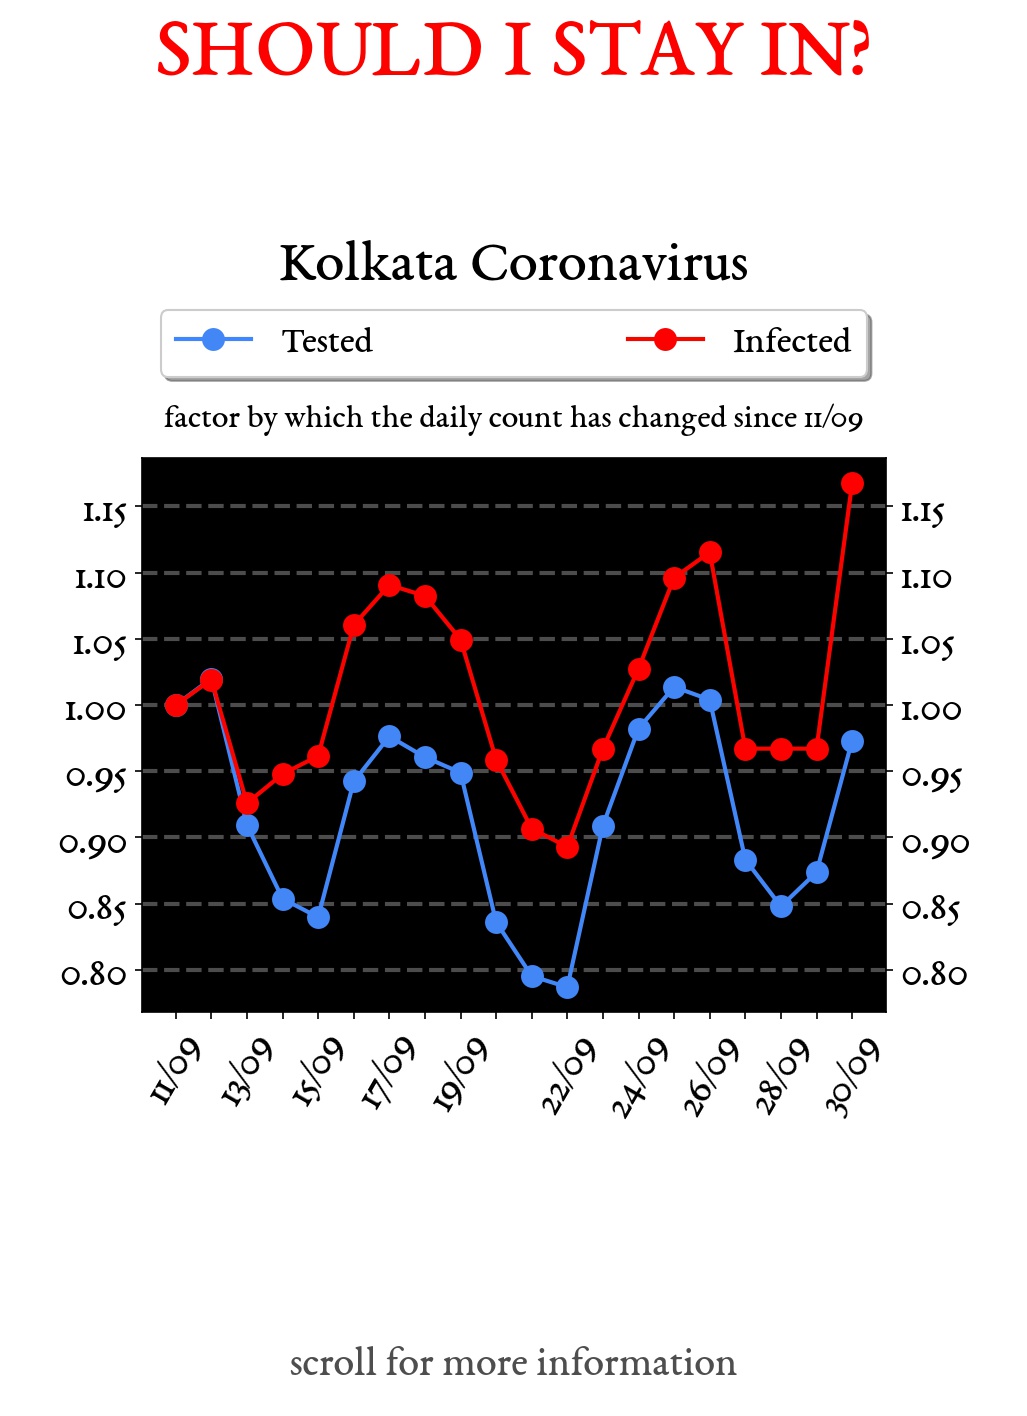 SHOULD I STAY IN?
Kolkata Coronavirus
Tested Infected
factor by which the daily count has changed since 11/09
1.15 1.15
1.10 1.10
1.05 1.05
1.00 1.00
0.95 0.95
0.90 0.90
0.85 0.85
0.80 0.80
11/09 13/09 15/09 17/09 19/09 22/09 24/09 26/09 28/09 30/09
scroll for more information